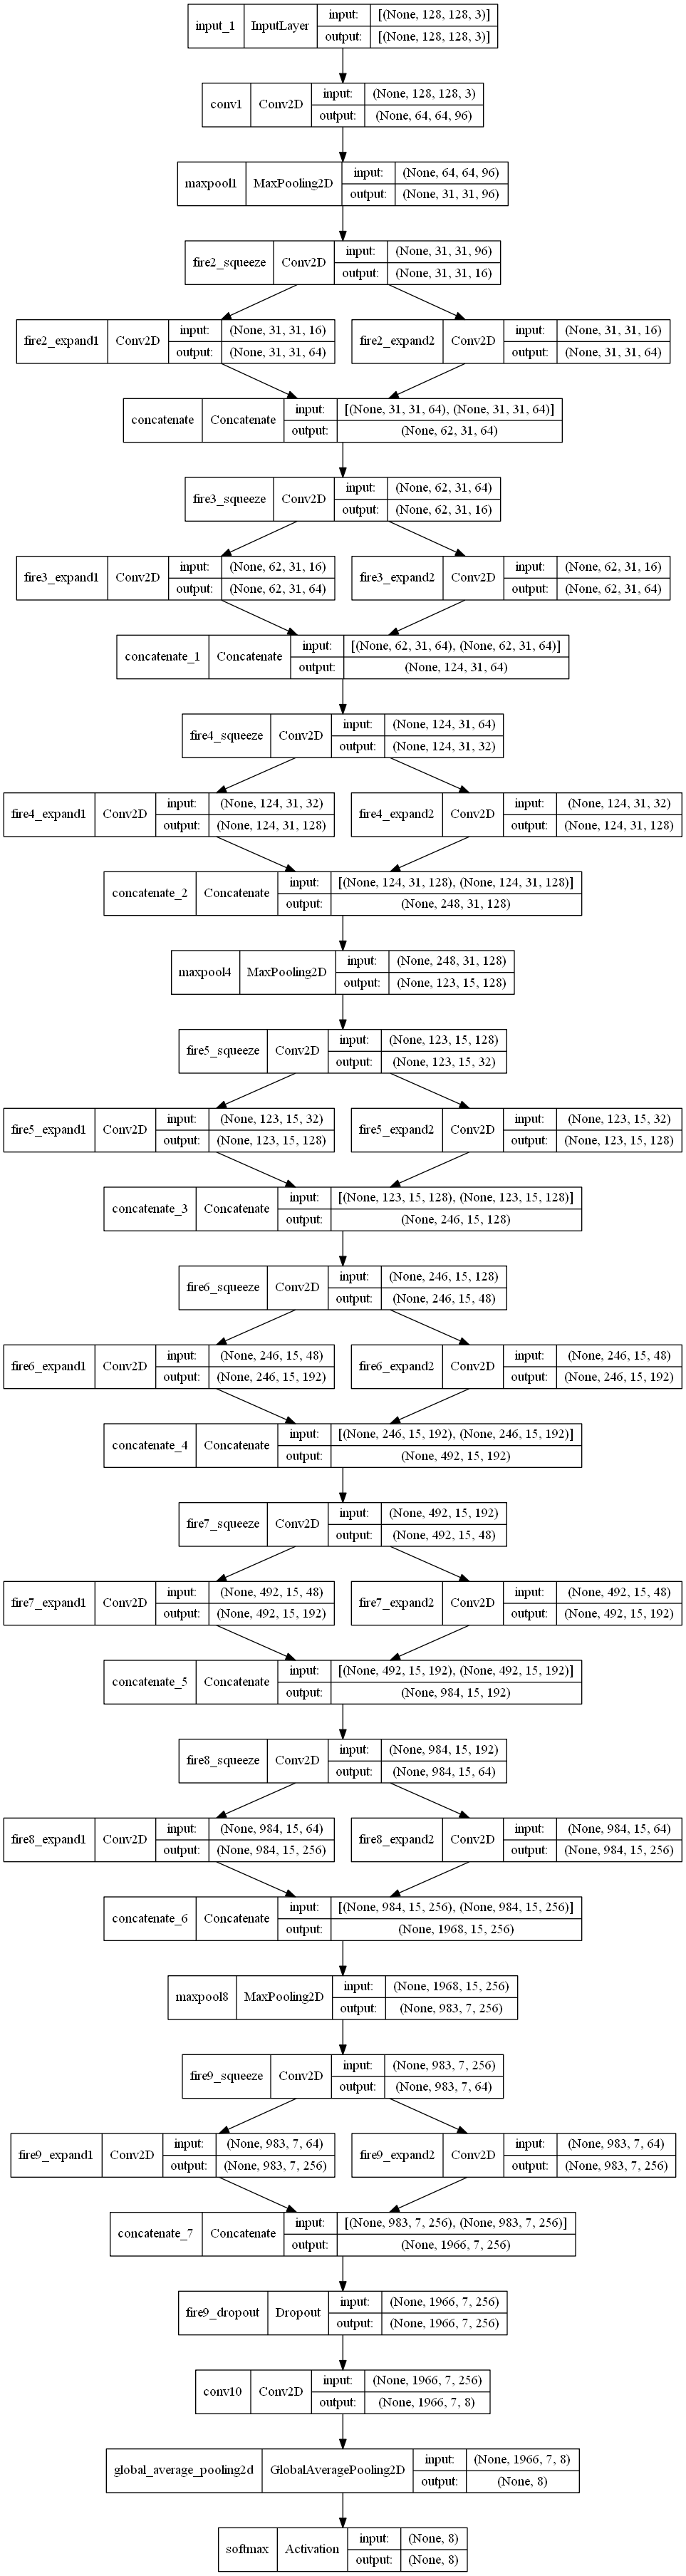 input_1 InputLayer input: [(None, 128, 128, 3)]
output: [(None, 128, 128, 3)]
conv1 Conv2D input: (None, 128, 128, 3)
output: (None, 64, 64, 96)
maxpool1 MaxPooling2D input: (None, 64, 64, 96)
output: (None, 31, 31, 96)
fire2_squeeze Conv2D input: (None, 31, 31, 96)
output: (None, 31, 31, 16)
fire2_expand1 Conv2D input: (None, 31, 31, 16)
output: (None, 31, 31, 64)
fire2_expand2 Conv2D input: (None, 31, 31, 16)
output: (None, 31, 31, 64)
concatenate Concatenate input: [(None, 31, 31, 64), (None, 31, 31, 64)]
output: (None, 62, 31, 64)
fire3_squeeze Conv2D input: (None, 62, 31, 64)
output: (None, 62, 31, 16)
fire3_expand1 Conv2D input: (None, 62, 31, 16)
output: (None, 62, 31, 64)
fire3_expand2 Conv2D input: (None, 62, 31, 16)
output: (None, 62, 31, 64)
concatenate_1 Concatenate input: [(None, 62, 31, 64), (None, 62, 31, 64)]
output: (None, 124, 31, 64)
fire4_squeeze Conv2D input: (None, 124, 31, 64)
output: (None, 124, 31, 32)
fire4_expand1 Conv2D input: (None, 124, 31, 32)
output: (None, 124, 31, 128)
fire4_expand2 Conv2D input: (None, 124, 31, 32)
output: (None, 124, 31, 128)
concatenate_2 Concatenate input: [(None, 124, 31, 128), (None, 124, 31, 128)]
output: (None, 248, 31, 128)
maxpool4 MaxPooling2D input: (None, 248, 31, 128)
output: (None, 123, 15, 128)
fire5_squeeze Conv2D input: (None, 123, 15, 128)
output: (None, 123, 15, 32)
fire5_expand1 Conv2D input: (None, 123, 15, 32)
output: (None, 123, 15, 128)
fire5_expand2 Conv2D input: (None, 123, 15, 32)
output: (None, 123, 15, 128)
concatenate_3 Concatenate input: [(None, 123, 15, 128), (None, 123, 15, 128)]
output: (None, 246, 15, 128)
fire6_squeeze Conv2D input: (None, 246, 15, 128)
output: (None, 246, 15, 48)
fire6_expand1 Conv2D input: (None, 246, 15, 48)
output: (None, 246, 15, 192)
fire6_expand2 Conv2D input: (None, 246, 15, 48)
output: (None, 246, 15, 192)
concatenate_4 Concatenate input: [(None, 246, 15, 192), (None, 246, 15, 192)]
output: (None, 492, 15, 192)
fire7_squeeze Conv2D input: (None, 492, 15, 192)
output: (None, 492, 15, 48)
fire7_expand1 Conv2D input: (None, 492, 15, 48)
output: (None, 492, 15, 192)
fire7_expand2 Conv2D input: (None, 492, 15, 48)
output: (None, 492, 15, 192)
concatenate_5 Concatenate input: [(None, 492, 15, 192), (None, 492, 15, 192)]
output: (None, 984, 15, 192)
fire8_squeeze Conv2D input: (None, 984, 15, 192)
output: (None, 984, 15, 64)
fire8_expand1 Conv2D input: (None, 984, 15, 64)
output: (None, 984, 15, 256)
fire8_expand2 Conv2D input: (None, 984, 15, 64)
output: (None, 984, 15, 256)
concatenate_6 Concatenate input: [(None, 984, 15, 256), (None, 984, 15, 256)]
output: (None, 1968, 15, 256)
maxpool8 MaxPooling2D input: (None, 1968, 15, 256)
output: (None, 983, 7, 256)
fire9_squeeze Conv2D input: (None, 983, 7, 256)
output: (None, 983, 7, 64)
fire9_expand1 Conv2D input: (None, 983, 7, 64)
output: (None, 983, 7, 256)
fire9_expand2 Conv2D input: (None, 983, 7, 64)
output: (None, 983, 7, 256)
concatenate_7 Concatenate input: [(None, 983, 7, 256), (None, 983, 7, 256)]
output: (None, 1966, 7, 256)
fire9_dropout Dropout input: (None, 1966, 7, 256)
output: (None, 1966, 7, 256)
conv10 Conv2D input: (None, 1966, 7, 256)
output: (None, 1966, 7, 8)
global_average_pooling2d GlobalAveragePooling2D input: (None, 1966, 7, 8)
output: (None, 8)
softmax Activation input: (None, 8)
output: (None, 8)